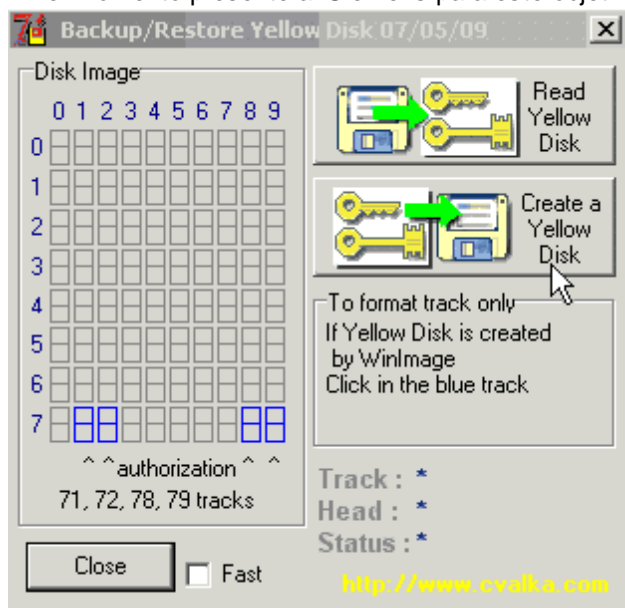 Backup/Restore Yellow Disk 07/05/09
Disk Image
0 1 2 3 4 5 6 7 8 9
0
1
2
3
4
5
6
7
^ ^authorization ^ ^
71, 72, 78, 79 tracks
Close
Fast
Read
Yellow
Disk
Create a
Yellow
Disk
To format track only
If Yellow Disk is created
by WinImage
Click in the blue track
Track : *
Head : *
Status : *
http://www.cvalka.com